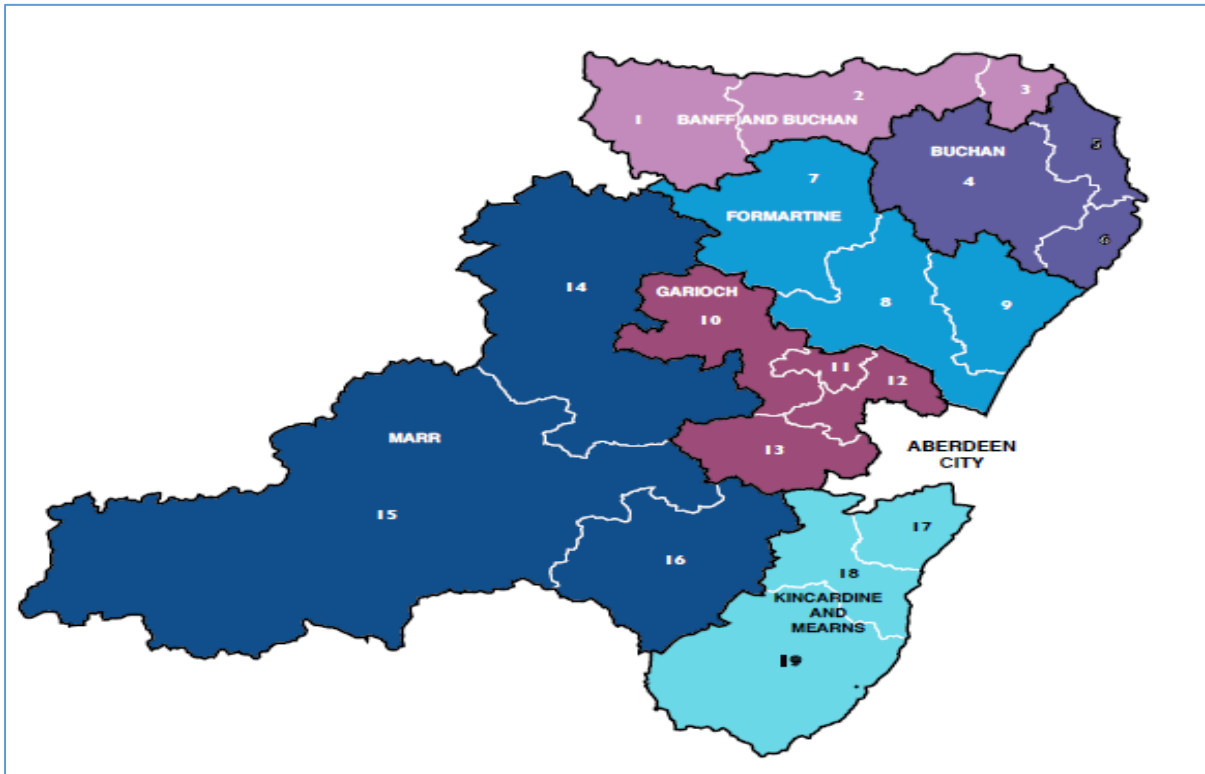 1
2
3
BANFF AND BUCHAN
BUCHAN
4
5
6
7
FORMARTINE
8
9
GARIOCH
10
11
12
13
14
MARR
15
16
ABERDEEN
CITY
17
18
KINCARDINE
AND
MEARNS
19